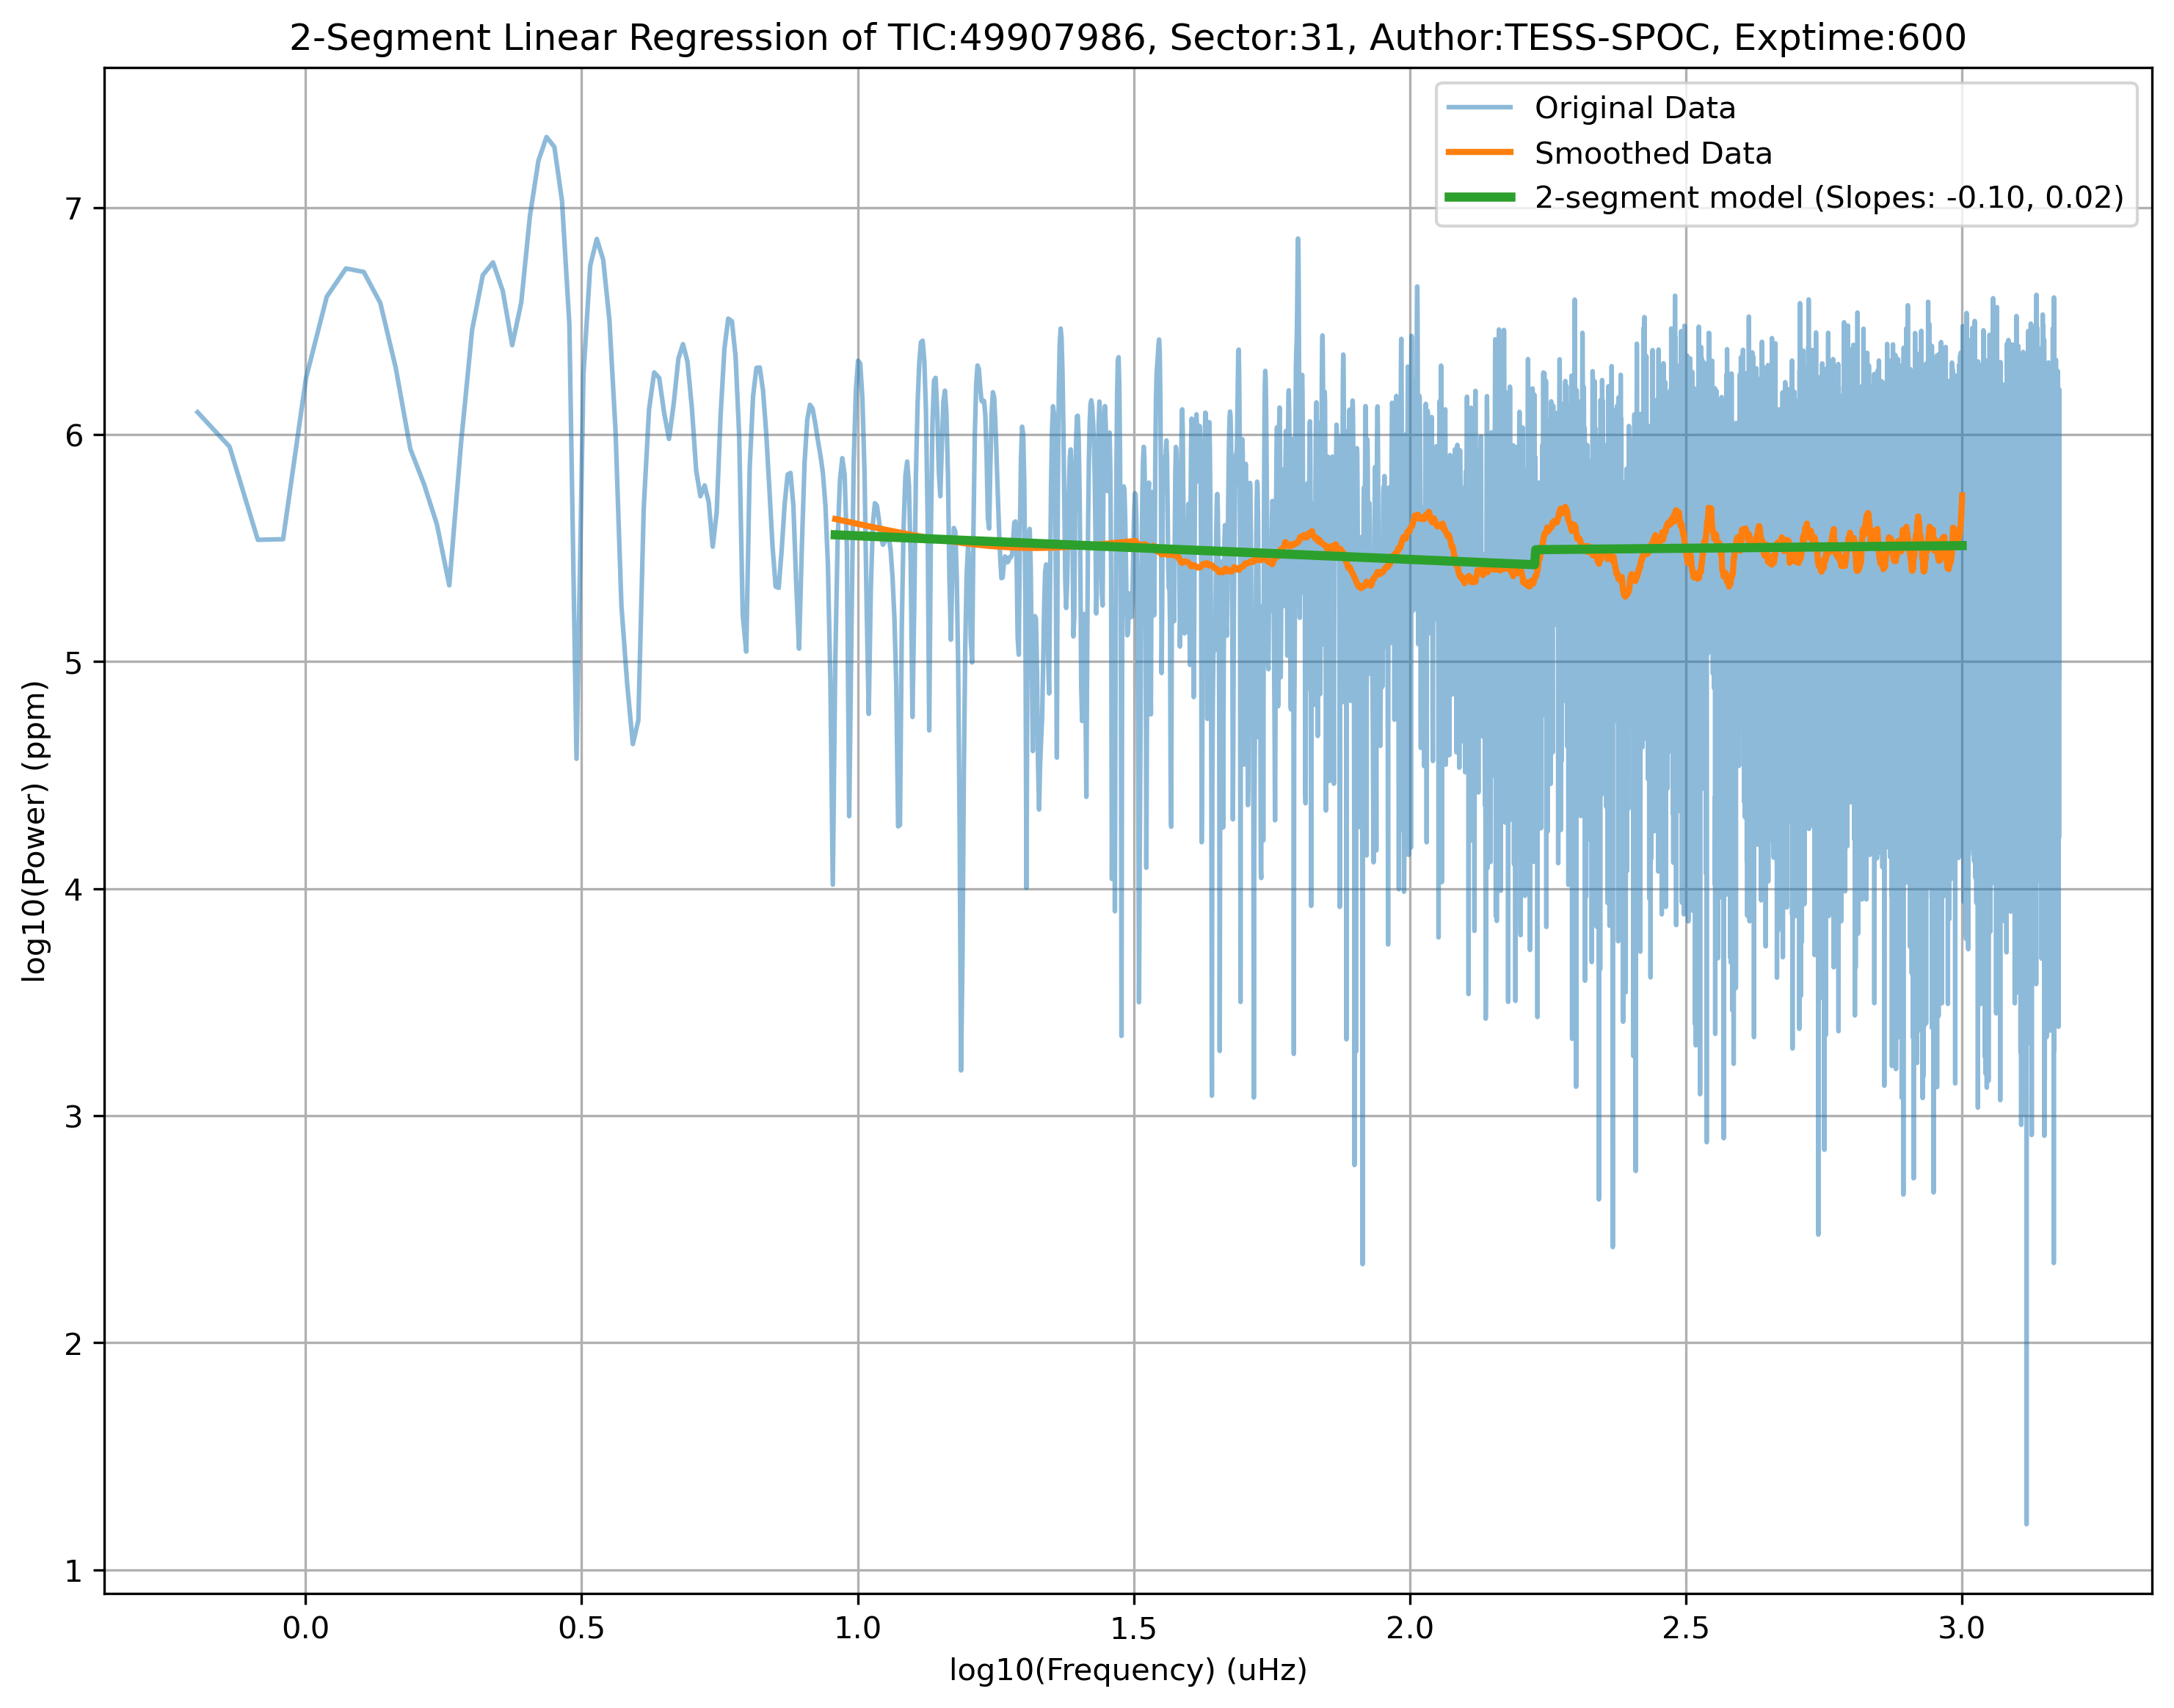 2-Segment Linear Regression of TIC:49907986, Sector:31, Author:TESS-SPOC, Exptime:600
Original Data
Smoothed Data
2-segment model (Slopes: -0.10, 0.02)
log10(Power) (ppm)
7
6
5
4
3
2
1
0.0 0.5 1.0 1.5 2.0 2.5 3.0
log10(Frequency) (uHz)